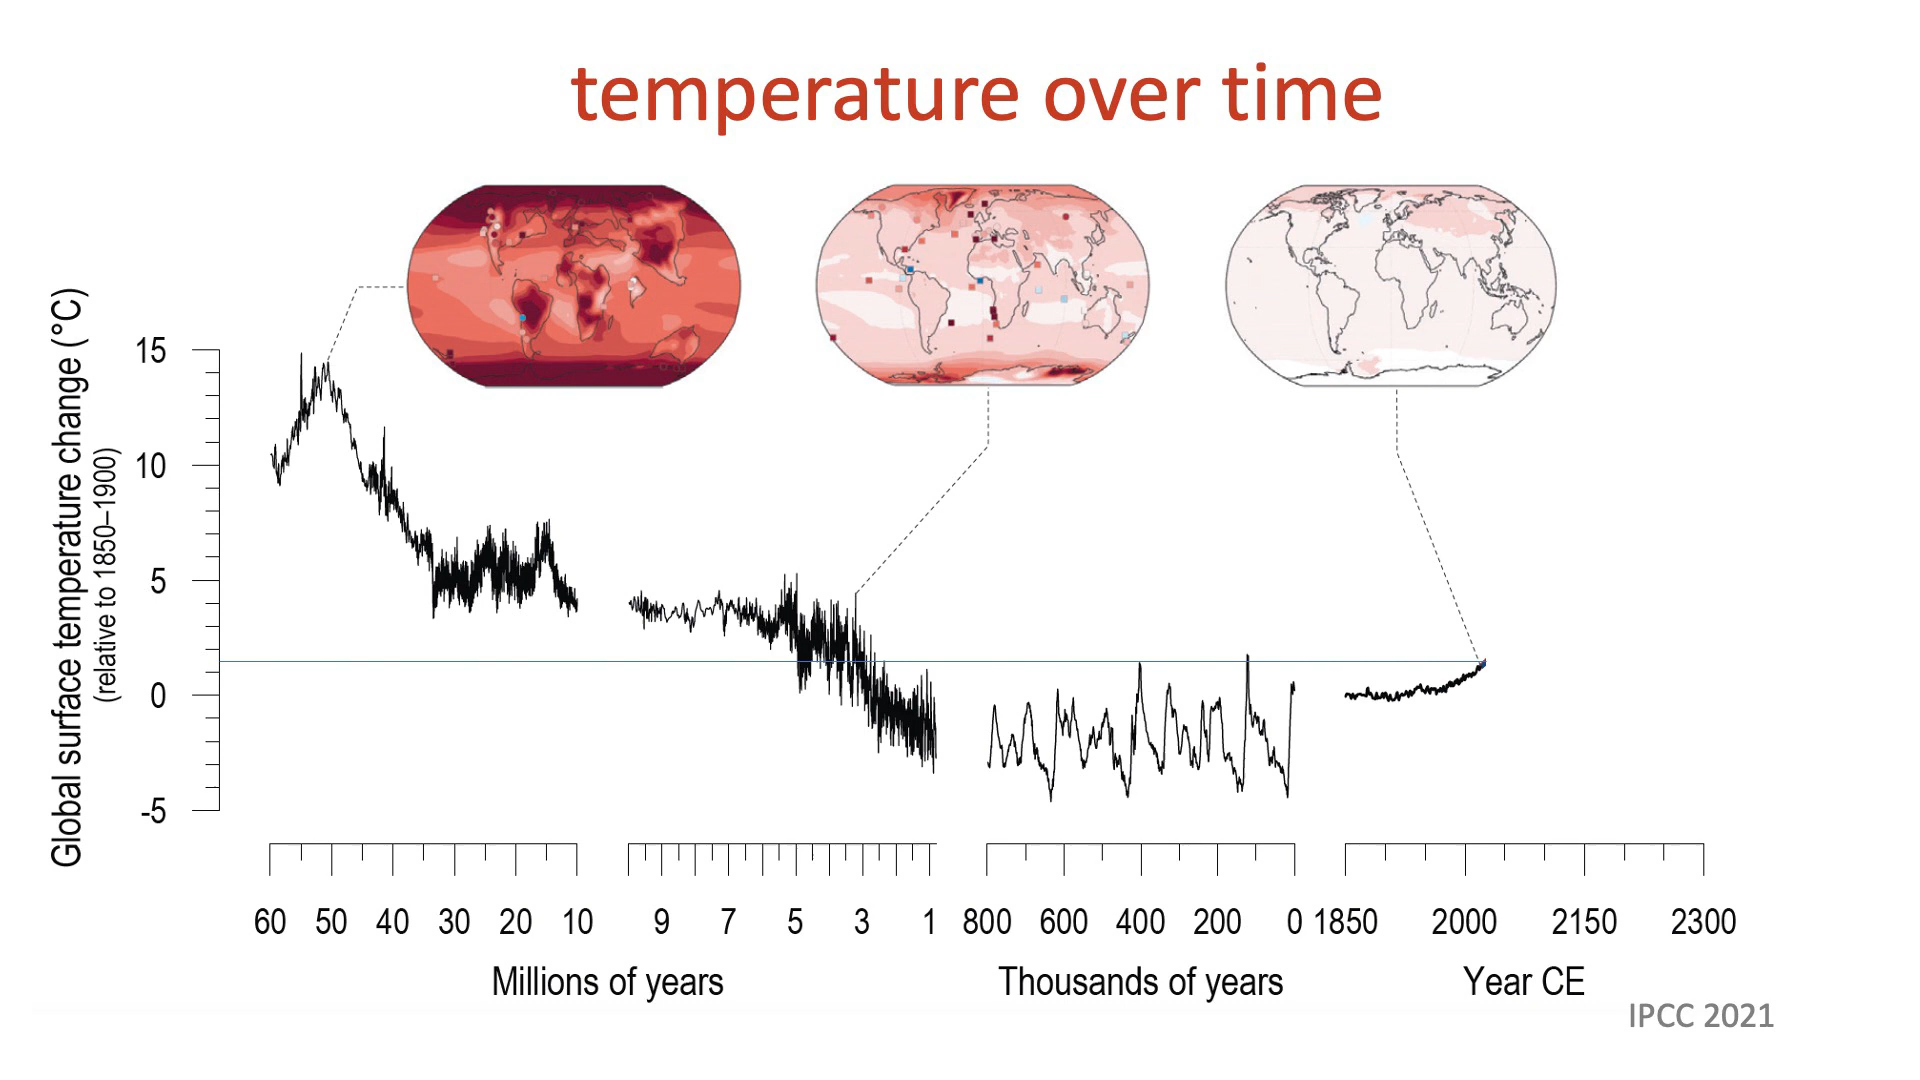 temperature over time
Global surface temperature change (°C)
(relative to 1850–1900)
15
10
5
0
-5
60 50 40 30 20 10 9 7 5 3 1 800 600 400 200 0 1850 2000 2150 2300
Millions of years Thousands of years Year CE
IPCC 2021